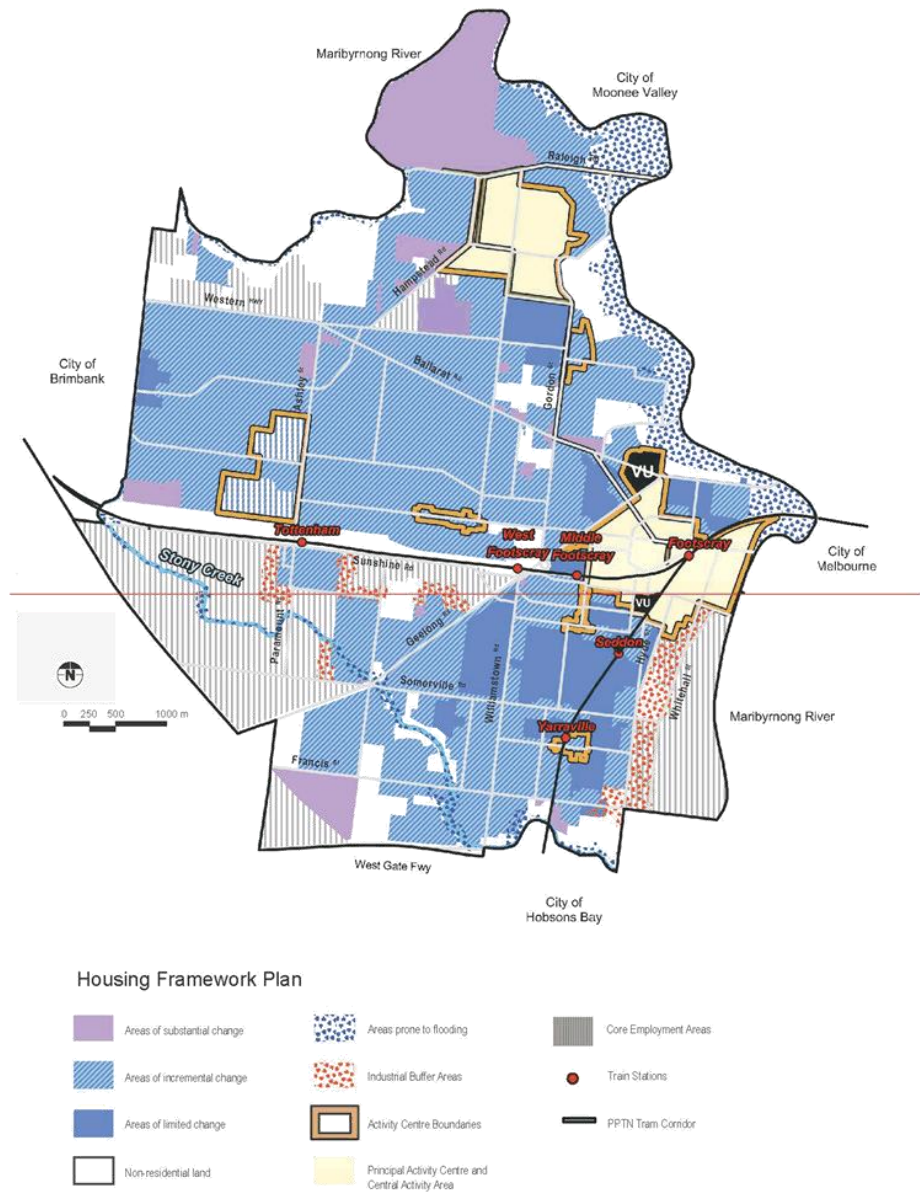 Maribyrnong River
City of
Moonee Valley
Raleigh Rd
Hampstead Rd
Western HWY
City of
Brimbank
Ashley St
Ballarat Rd
Gordon St
VU
Tottenham
West
Footscray
Middle
Footscray
Footscray
City of
Melbourne
Stony Creek
Sunshine Rd
VU
Geelong Rd
Paramount Rd
Seddon
Hyde St
N
Somerville Rd
Williamstown Rd
Whitehall St
Maribyrnong River
0 250 500 1000 m
Yarraville
Francis St
West Gate Fwy
City of
Hobsons Bay
Housing Framework Plan
Areas of substantial change
Areas prone to flooding
Core Employment Areas
Areas of incremental change
Industrial Buffer Areas
Train Stations
Areas of limited change
Activity Centre Boundaries
PPTN Tram Corridor
Non-residential land
Principal Activity Centre and
Central Activity Area